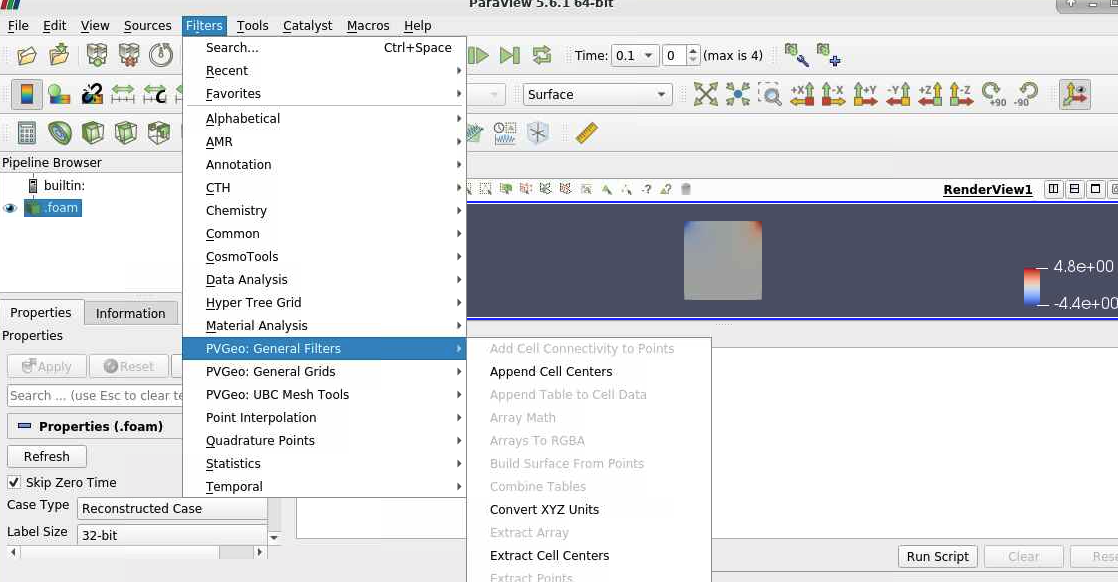 ParaView 5.6.1 64-bit
File Edit View Sources Filters Tools Catalyst Macros Help
Search... Ctrl+Space
Recent
Favorites
Alphabetical
AMR
Annotation
CTH
Chemistry
Common
CosmoTools
Data Analysis
Hyper Tree Grid
Material Analysis
PVGeo: General Filters
PVGeo: General Grids
PVGeo: UBC Mesh Tools
Point Interpolation
Quadrature Points
Statistics
Temporal
Add Cell Connectivity to Points
Append Cell Centers
Append Table to Cell Data
Array Math
Arrays To RGBA
Build Surface From Points
Combine Tables
Convert XYZ Units
Extract Array
Extract Cell Centers
Extract Points
Time: 0.1 0 (max is 4)
Surface
+X -X +Y -Y +Z -Z +90 -90
Pipeline Browser
builtin:
.foam
RenderView1
4.8e+00
-4.4e+00
Properties Information
Properties
Apply Reset
Search ... (use Esc to clear te
Properties (.foam)
Refresh
Skip Zero Time
Case Type Reconstructed Case
Label Size 32-bit
Run Script Clear Rese